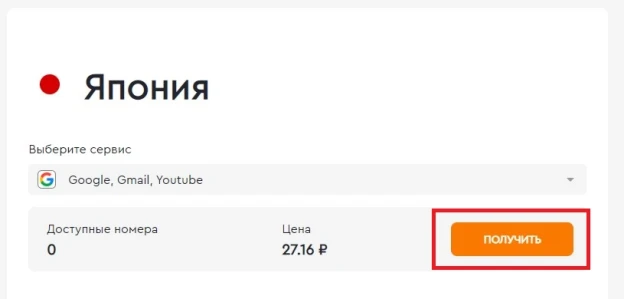 Япония
Выберите сервис
Google, Gmail, Youtube
Доступные номера
0
Цена
27.16 ₽
ПОЛУЧИТЬ